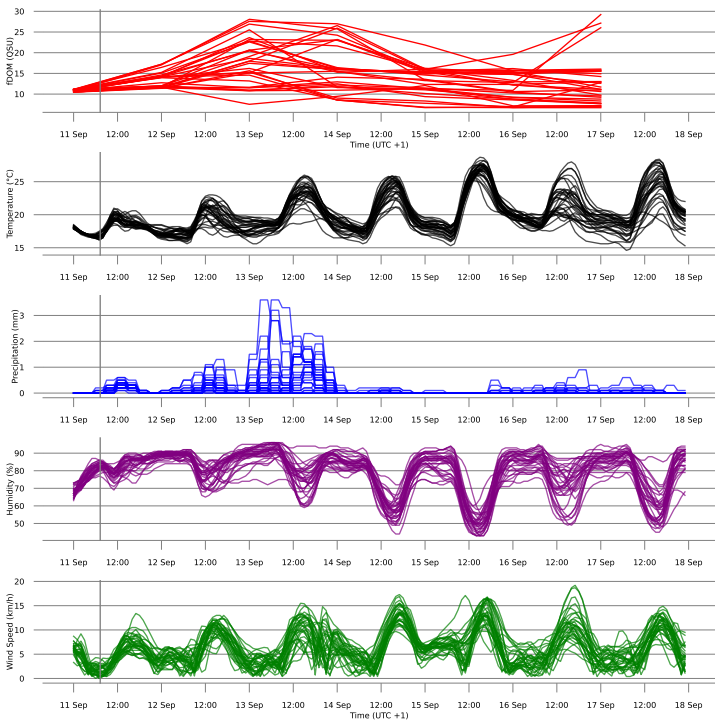 30
25
20
15
10
fDOM (QSU)
11 Sep 12:00 12 Sep 12:00 13 Sep 12:00 14 Sep 12:00 15 Sep 12:00 16 Sep 12:00 17 Sep 12:00 18 Sep
Time (UTC +1)
25
20
15
Temperature (°C)
11 Sep 12:00 12 Sep 12:00 13 Sep 12:00 14 Sep 12:00 15 Sep 12:00 16 Sep 12:00 17 Sep 12:00 18 Sep
3
2
1
0
Precipitation (mm)
11 Sep 12:00 12 Sep 12:00 13 Sep 12:00 14 Sep 12:00 15 Sep 12:00 16 Sep 12:00 17 Sep 12:00 18 Sep
90
80
70
60
50
Humidity (%)
11 Sep 12:00 12 Sep 12:00 13 Sep 12:00 14 Sep 12:00 15 Sep 12:00 16 Sep 12:00 17 Sep 12:00 18 Sep
20
15
10
5
0
Wind Speed (km/h)
11 Sep 12:00 12 Sep 12:00 13 Sep 12:00 14 Sep 12:00 15 Sep 12:00 16 Sep 12:00 17 Sep 12:00 18 Sep
Time (UTC +1)